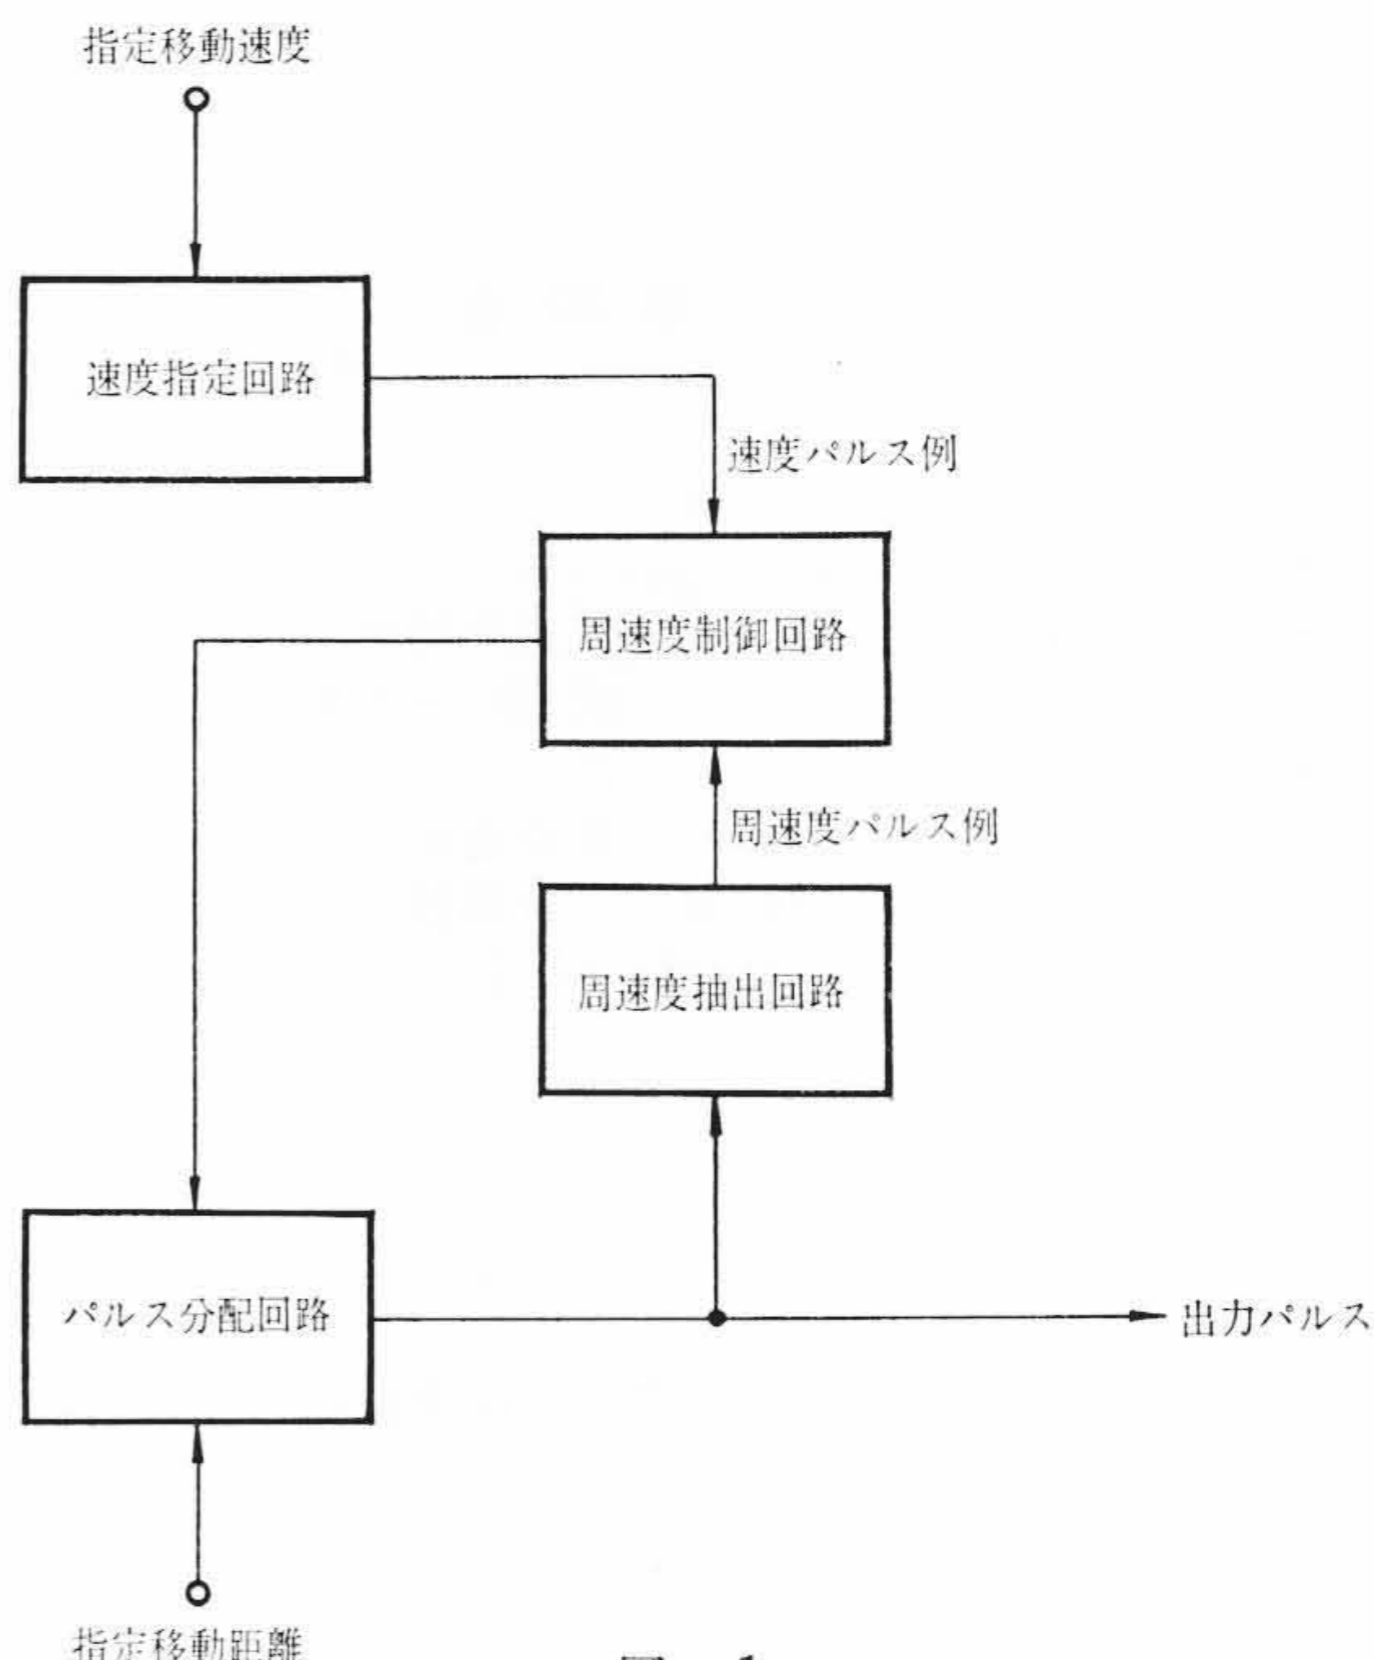 指定移動速度
速度指定回路
速度パルス例
周速度制御回路
周速度パルス例
周速度抽出回路
パルス分配回路
出力パルス
指定移動距離